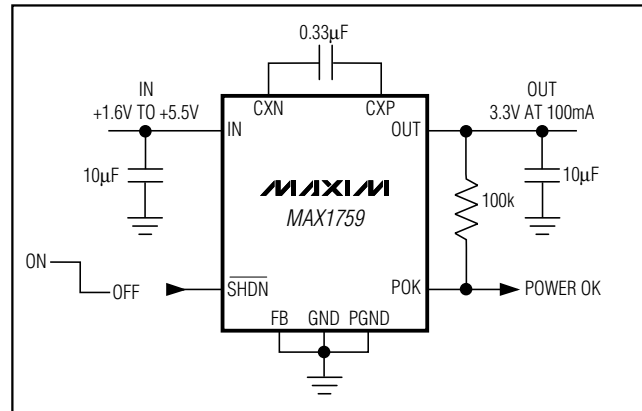 0.33µF
IN
+1.6V TO +5.5V
CXN
CXP
OUT
3.3V AT 100mA
IN
OUT
10µF
MAXIM
MAX1759
100k
10µF
ON
OFF
SHDN
POK
POWER OK
FB
GND
PGND